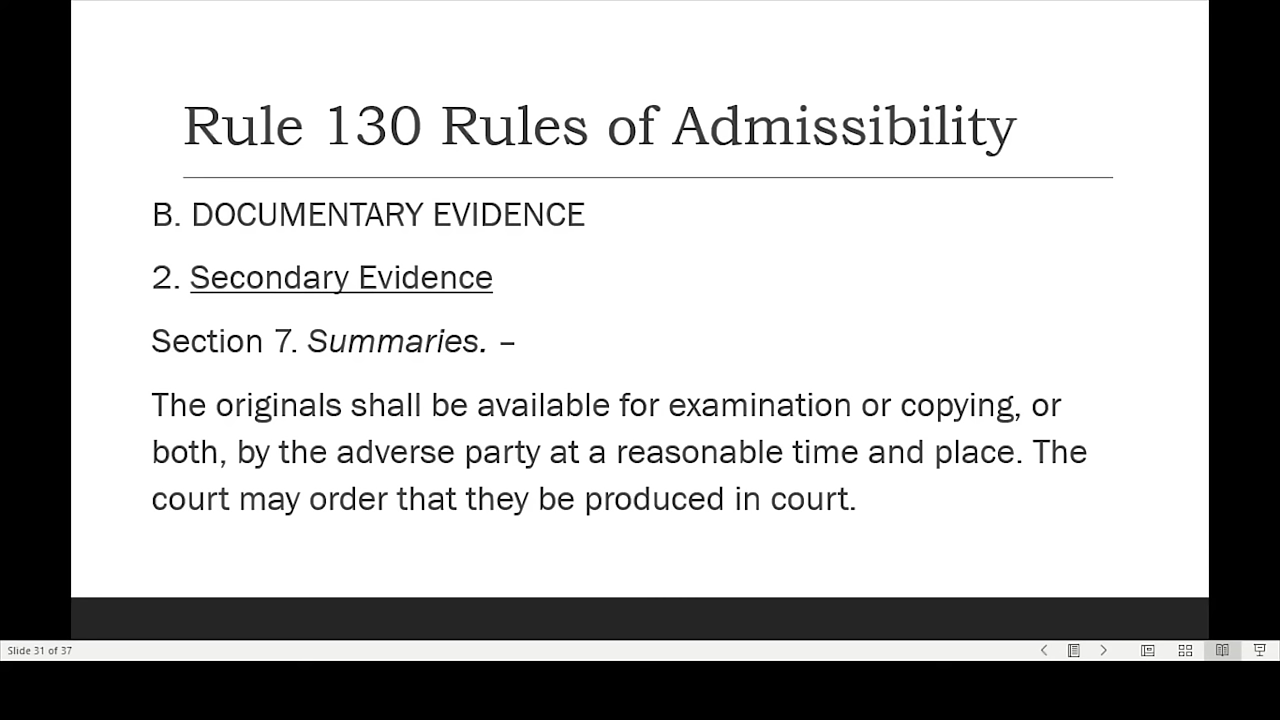 Rule 130 Rules of Admissibility
B. DOCUMENTARY EVIDENCE
2. Secondary Evidence
Section 7. Summaries. –
The originals shall be available for examination or copying, or
both, by the adverse party at a reasonable time and place. The
court may order that they be produced in court.
Slide 31 of 37